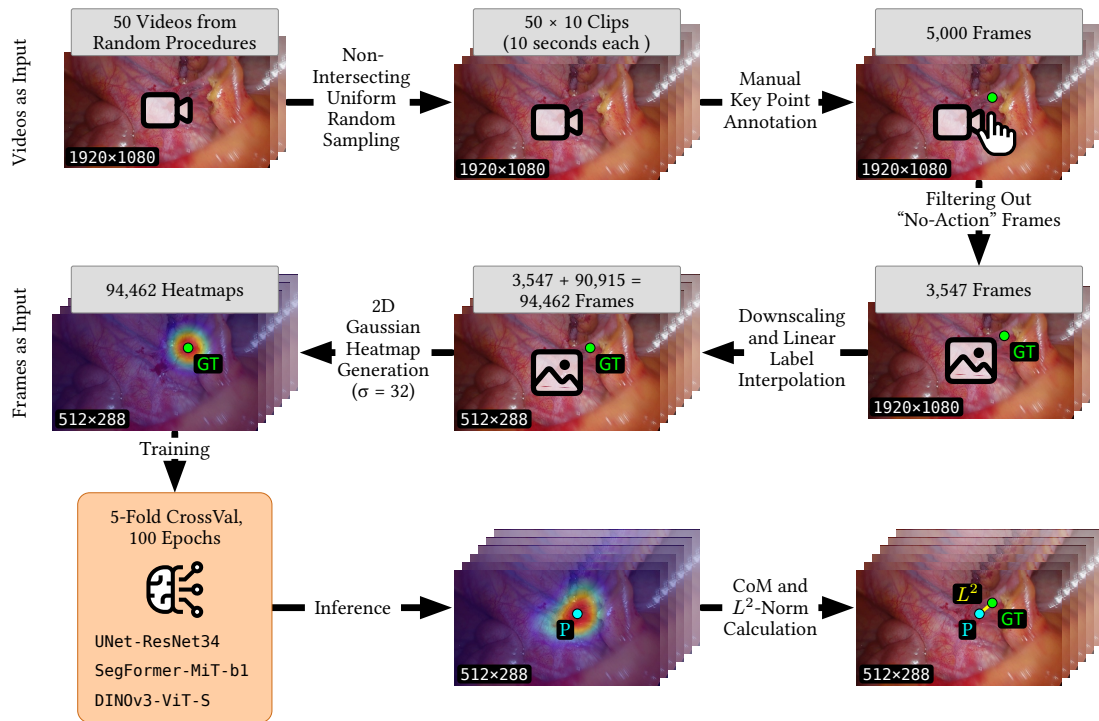 Videos as Input
50 Videos from
Random Procedures
1920×1080
Non-
Intersecting
Uniform
Random
Sampling
50 × 10 Clips
(10 seconds each )
1920×1080
Manual
Key Point
Annotation
5,000 Frames
1920×1080
Filtering Out
“No-Action” Frames
Frames as Input
94,462 Heatmaps
GT
512×288
2D
Gaussian
Heatmap
Generation
(σ = 32)
3,547 + 90,915 =
94,462 Frames
GT
512×288
Downscaling
and Linear
Label
Interpolation
3,547 Frames
GT
1920×1080
Training
5-Fold CrossVal,
100 Epochs
UNet-ResNet34
SegFormer-MiT-b1
DINOv3-ViT-S
Inference
P
512×288
CoM and
L²-Norm
Calculation
L²
GT
P
512×288